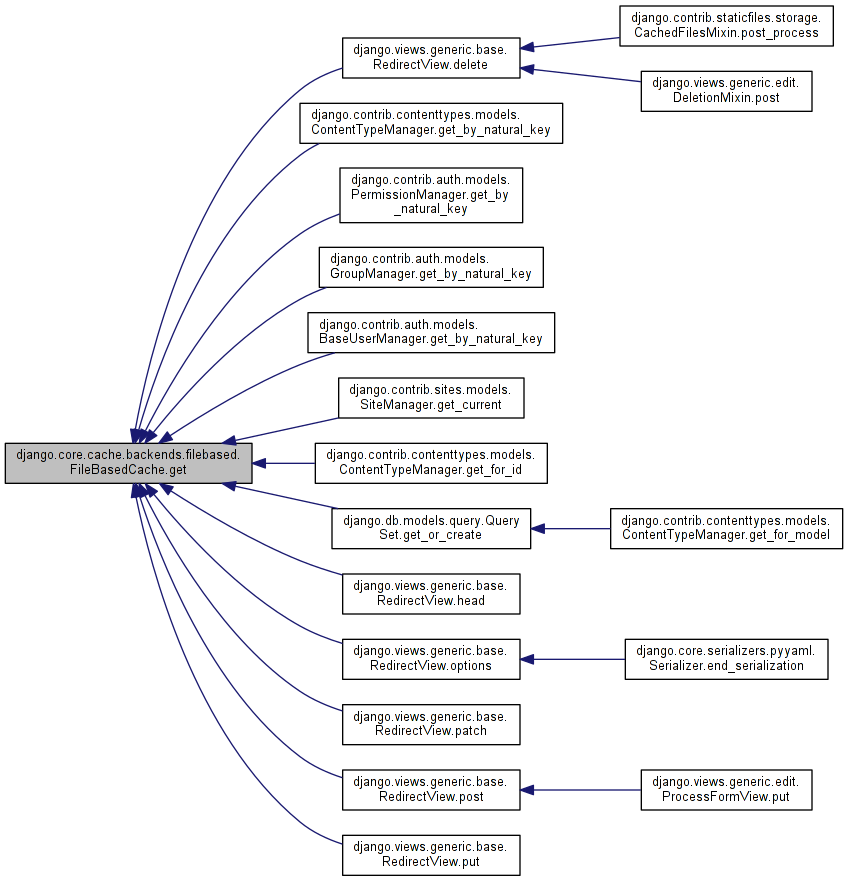 django.contrib.staticfiles.storage.
CachedFilesMixin.post_process
django.views.generic.base.
RedirectView.delete
django.views.generic.edit.
DeletionMixin.post
django.contrib.contenttypes.models.
ContentTypeManager.get_by_natural_key
django.contrib.auth.models.
PermissionManager.get_by
_natural_key
django.contrib.auth.models.
GroupManager.get_by_natural_key
django.contrib.auth.models.
BaseUserManager.get_by_natural_key
django.contrib.sites.models.
SiteManager.get_current
django.core.cache.backends.filebased.
FileBasedCache.get
django.contrib.contenttypes.models.
ContentTypeManager.get_for_id
django.db.models.query.Query
Set.get_or_create
django.contrib.contenttypes.models.
ContentTypeManager.get_for_model
django.views.generic.base.
RedirectView.head
django.views.generic.base.
RedirectView.options
django.core.serializers.pyyaml.
Serializer.end_serialization
django.views.generic.base.
RedirectView.patch
django.views.generic.base.
RedirectView.post
django.views.generic.edit.
ProcessFormView.put
django.views.generic.base.
RedirectView.put